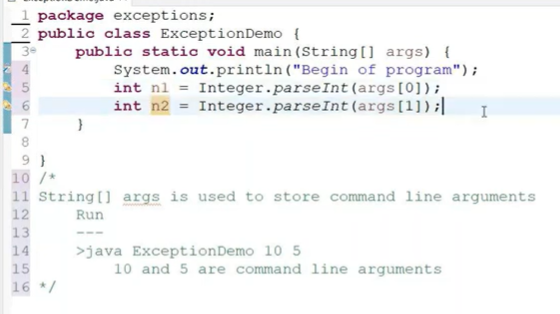 1 package exceptions;
2 public class ExceptionDemo {
3 public static void main(String[] args) {
4 System.out.println("Begin of program");
5 int n1 = Integer.parseInt(args[0]);
6 int n2 = Integer.parseInt(args[1]);
7 }
8
9 }
10 /*
11 String[] args is used to store command line arguments
12 Run
13 ---
14 >java ExceptionDemo 10 5
15 10 and 5 are command line arguments
16 */